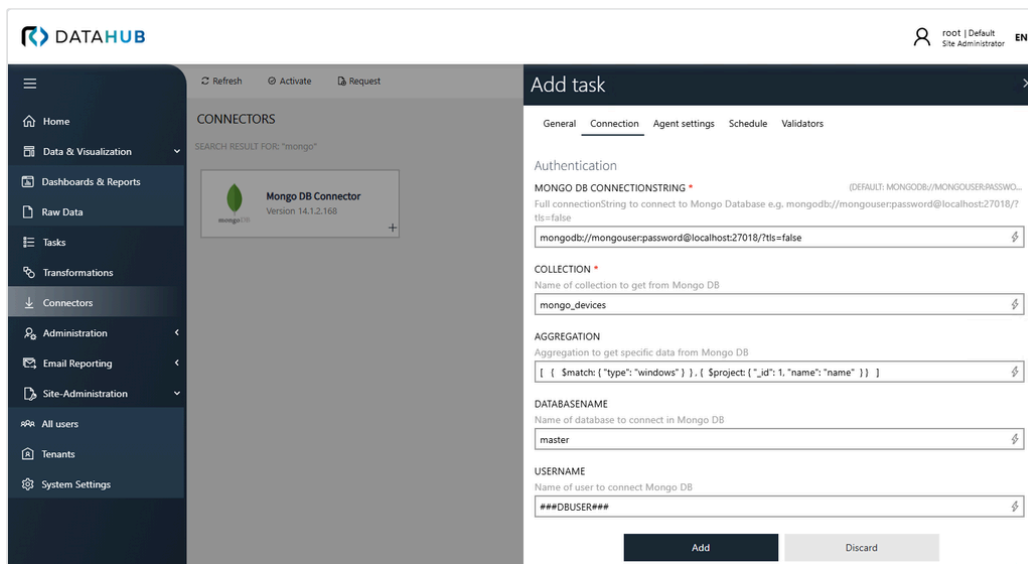 DATAHUB
root | Default
Site Administrator
EN
Home
Data & Visualization
Dashboards & Reports
Raw Data
Tasks
Transformations
Connectors
Administration
Email Reporting
Site-Administration
All users
Tenants
System Settings
Refresh Activate Request
CONNECTORS
SEARCH RESULT FOR: "mongo"
mongoDB
Mongo DB Connector
Version 14.1.2.168
Add task
General Connection Agent settings Schedule Validators
Authentication
MONGO DB CONNECTIONSTRING * (DEFAULT: MONGODB://MONGOUSER:PASSWO...
Full connectionString to connect to Mongo Database e.g. mongodb://mongouser:password@localhost:27018/?
tls=false
mongodb://mongouser:password@localhost:27018/?tls=false
COLLECTION *
Name of collection to get from Mongo DB
mongo_devices
AGGREGATION
Aggregation to get specific data from Mongo DB
[ { $match: { "type": "windows" } }, { $project: { "_id": 1, "name": "name" } } ]
DATABASENAME
Name of database to connect in Mongo DB
master
USERNAME
Name of user to connect Mongo DB
###DBUSER###
Add Discard